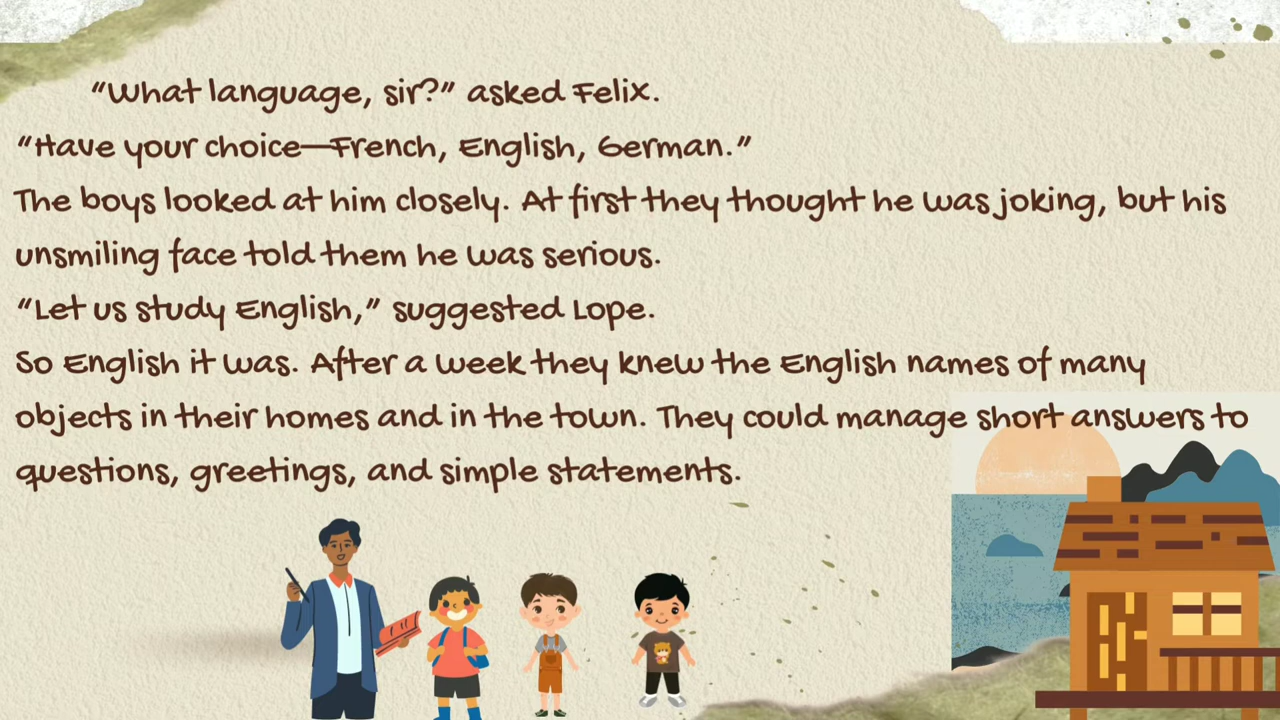 “What language, sir?” asked Felix.
“Have your choice—French, English, German.”
The boys looked at him closely. At first they thought he was joking, but his
unsmiling face told them he was serious.
“Let us study English,” suggested Lope.
So English it was. After a week they knew the English names of many
objects in their homes and in the town. They could manage short answers to
questions, greetings, and simple statements.